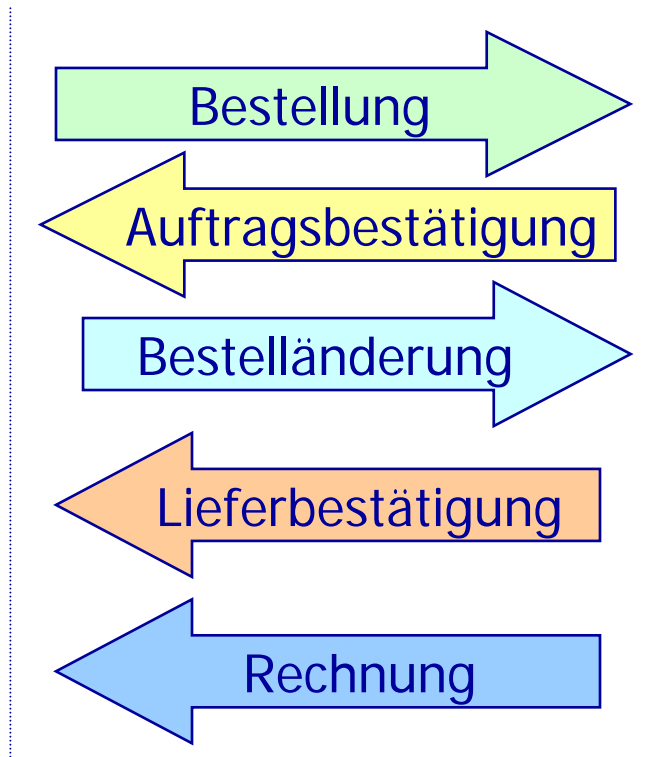 Bestellung
Auftragsbestätigung
Bestelländerung
Lieferbestätigung
Rechnung